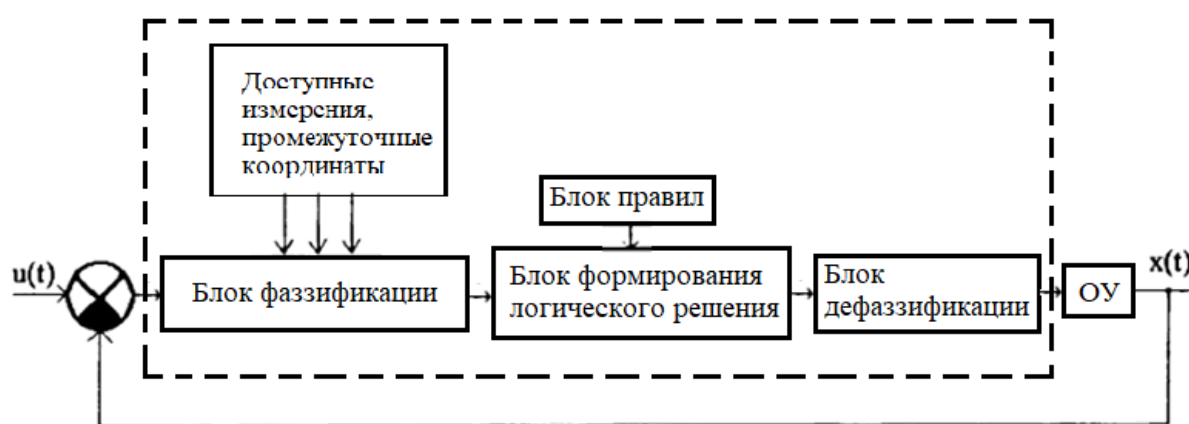 Доступные
измерения,
промежуточные
координаты
Блок правил
u(t)
Блок фаззификации
Блок формирования
логического решения
Блок
дефаззификации
ОУ
x(t)